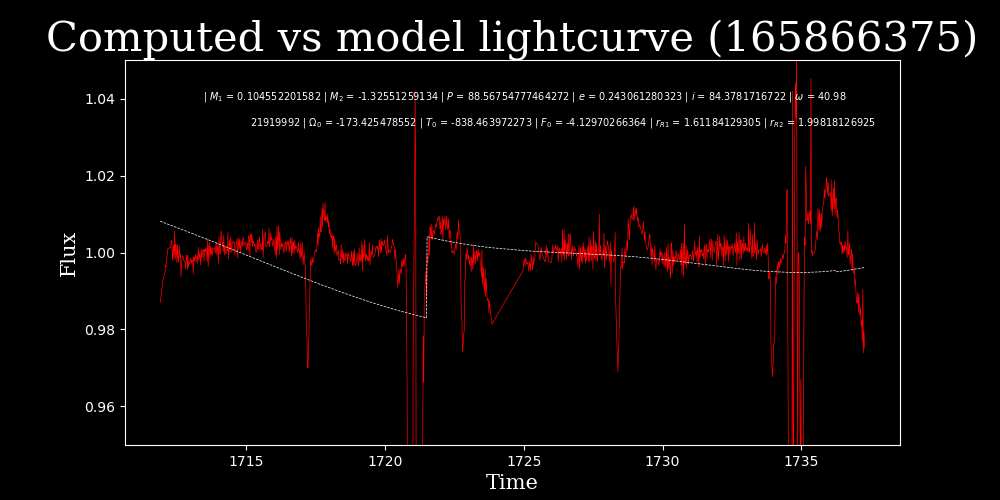 Computed vs model lightcurve (165866375)
| M₁ = 0.104552201582 | M₂ = -1.32551259134 | P = 88.56754777464272 | e = 0.243061280323 | i = 84.3781716722 | ω = 40.98
21919992 | Ω₀ = -173.425478552 | T₀ = -838.463972273 | F₀ = -4.12970266364 | r_R1 = 1.61184129305 | r_R2 = 1.99818126925
1.04
1.02
1.00
0.98
0.96
Flux
1715 1720 1725 1730 1735
Time